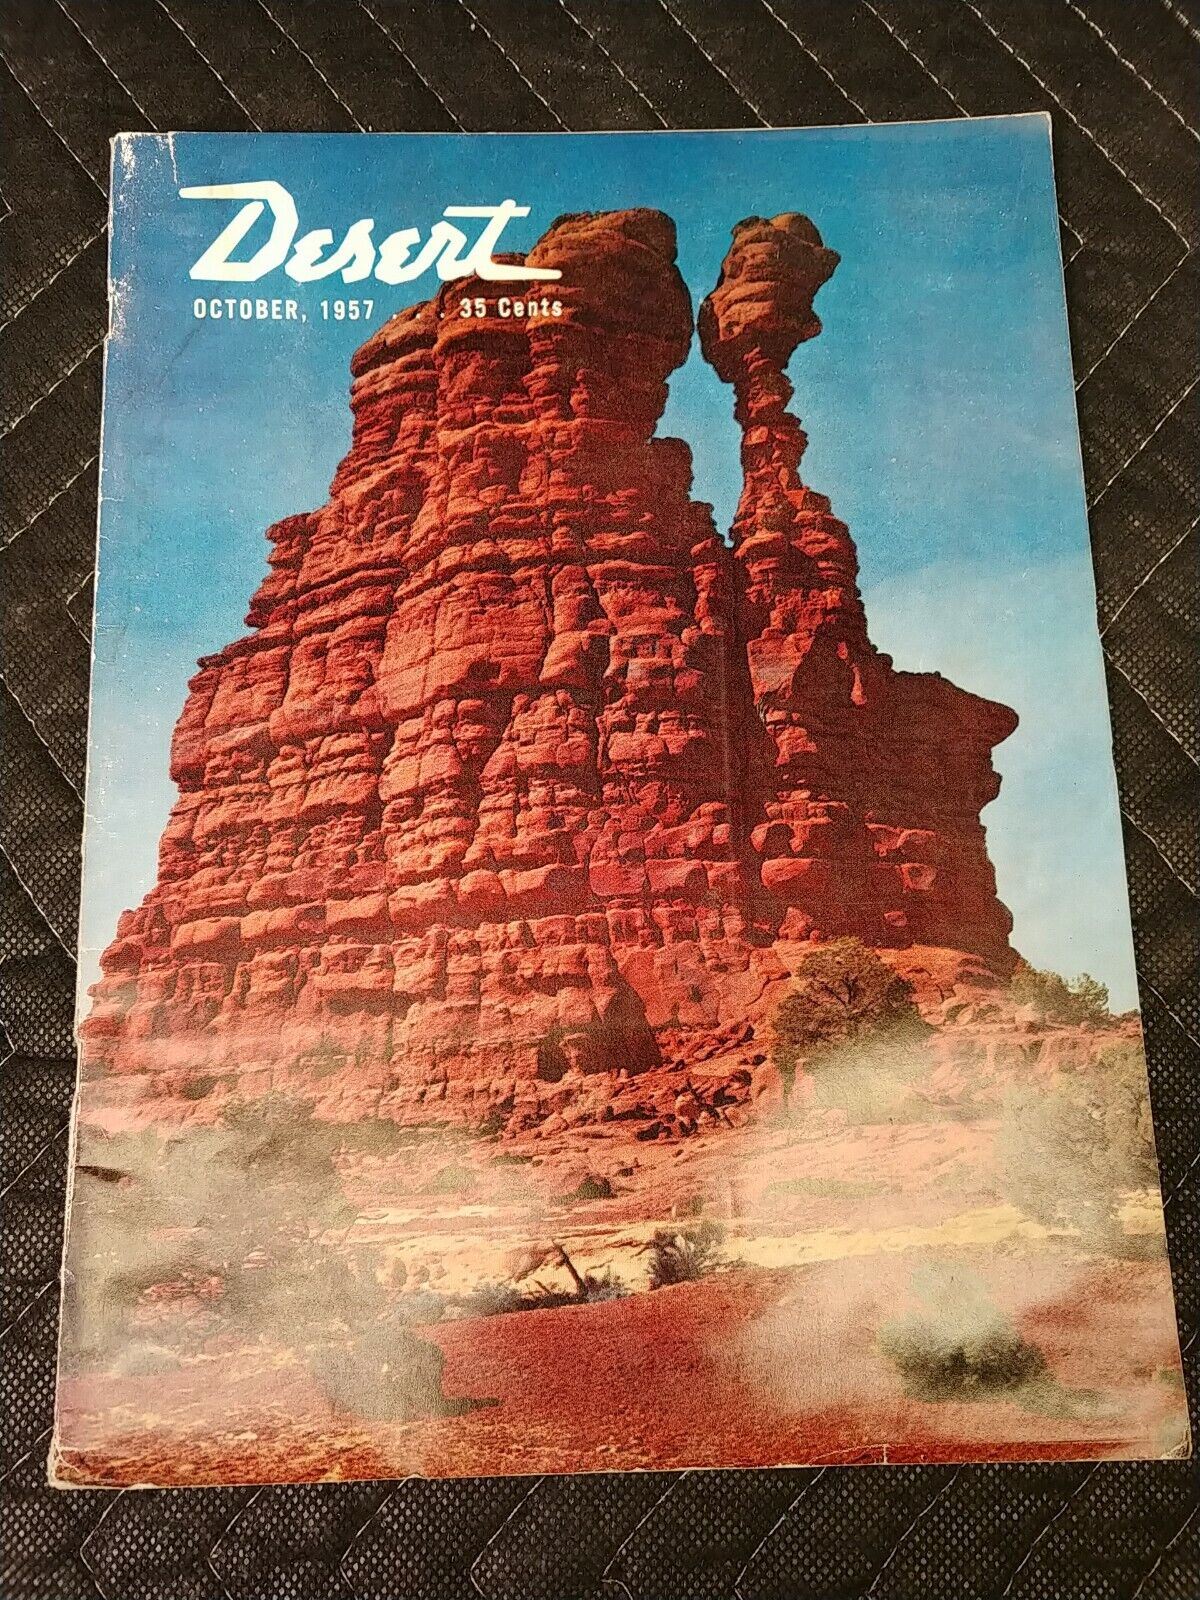 Desert
OCTOBER, 1957 . . . 35 Cents